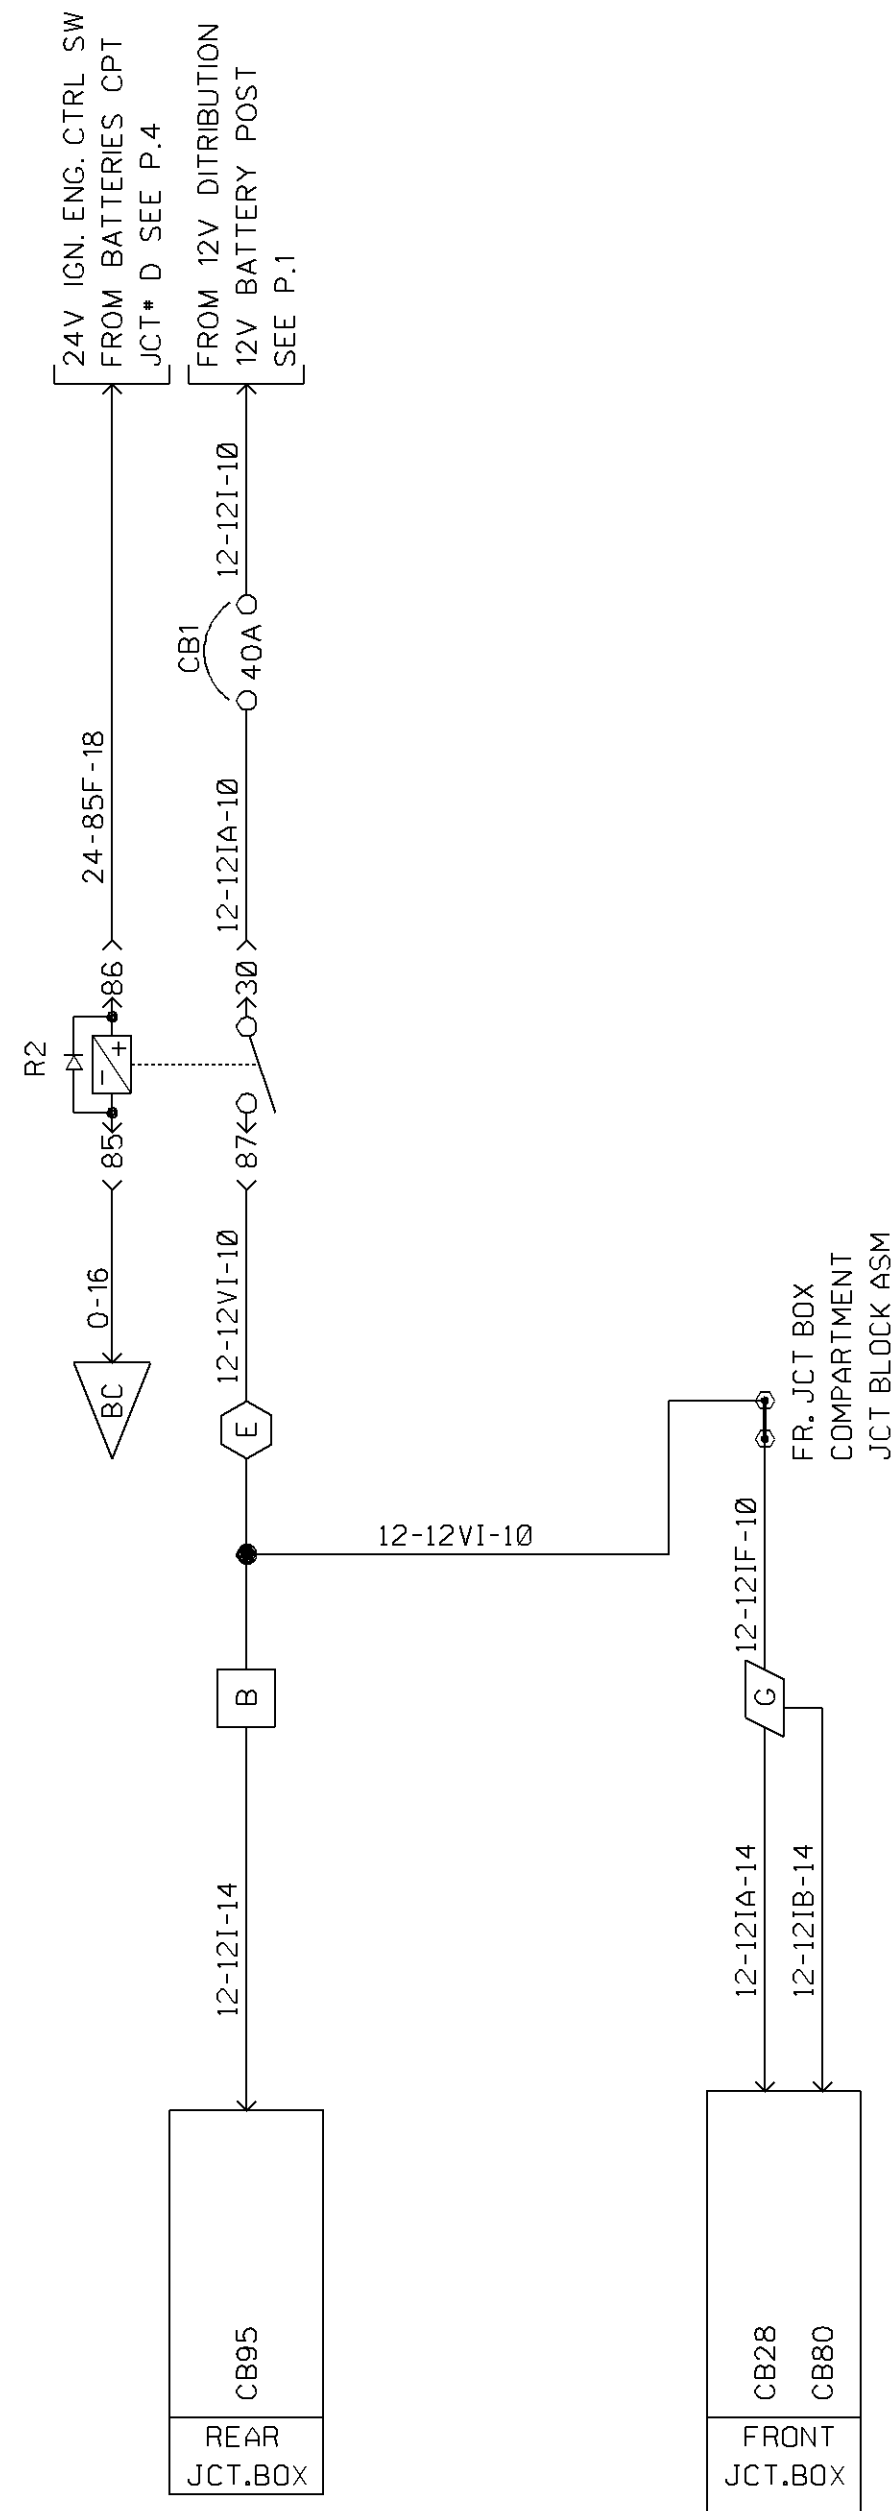 24V IGN. ENG. CTRL SW
FROM BATTERIES CPT
JCT# D SEE P.4
FROM 12V DITRIBUTION
12V BATTERY POST
SEE P.1
12-12I-10
CB1
40A
24-85F-18
12-12IA-10
86
30
R2
- +
85
87
0-16
12-12VI-10
BC
E
12-12VI-10
FR. JCT BOX
COMPARTMENT
JCT BLOCK ASM
12-12IF-10
B
G
12-12I-14
12-12IA-14
12-12IB-14
CB95
REAR
JCT.BOX
CB28
CB80
FRONT
JCT.BOX